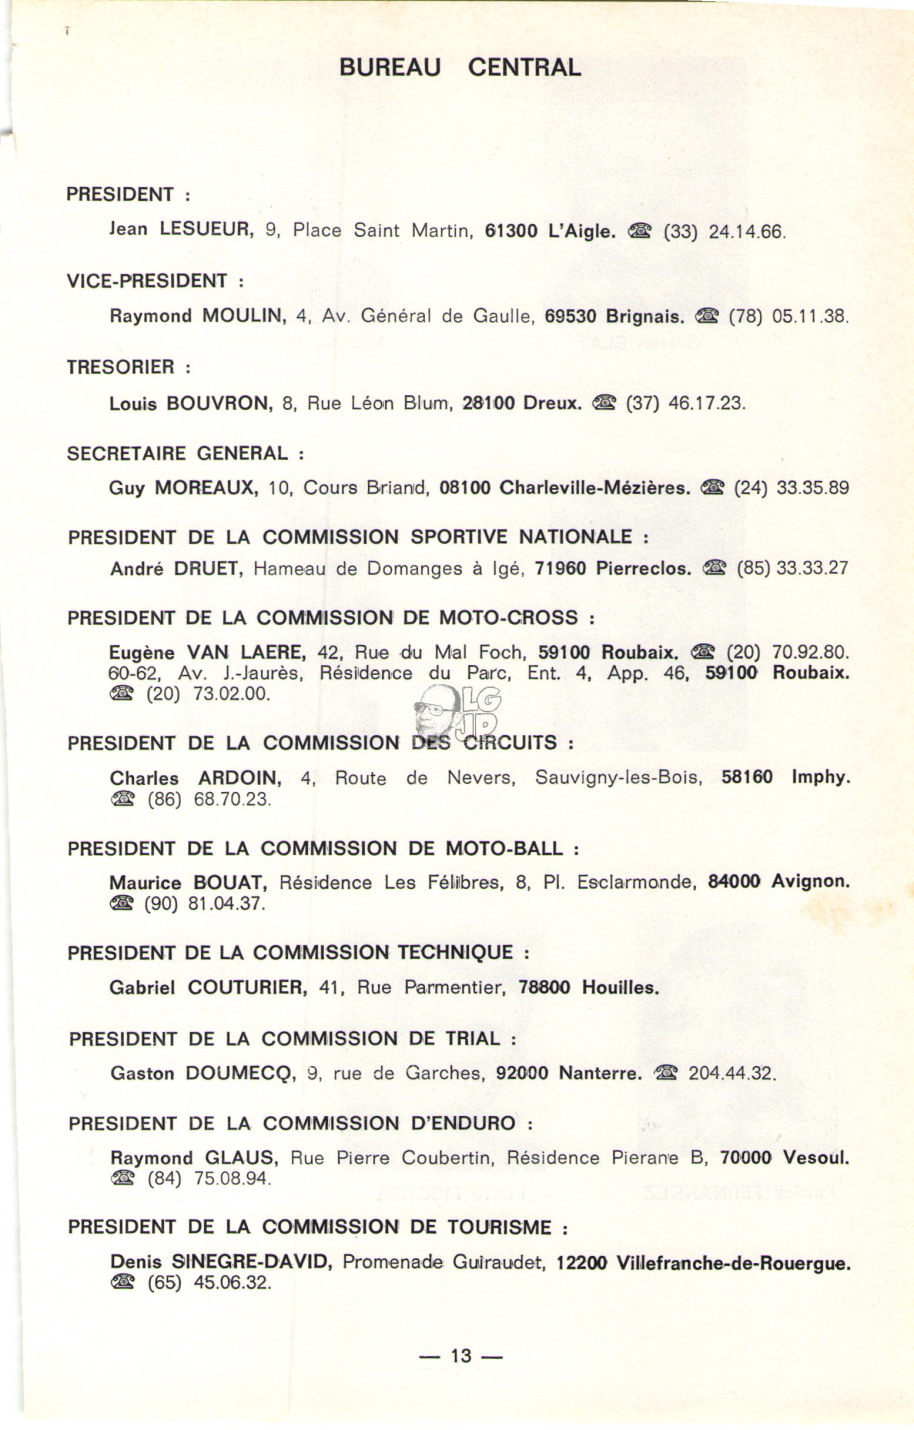 BUREAU CENTRAL
PRESIDENT :
Jean LESUEUR, 9, Place Saint Martin, 61300 L'Aigle. ☎ (33) 24.14.66.
VICE-PRESIDENT :
Raymond MOULIN, 4, Av. Général de Gaulle, 69530 Brignais. ☎ (78) 05.11.38.
TRESORIER :
Louis BOUVRON, 8, Rue Léon Blum, 28100 Dreux. ☎ (37) 46.17.23.
SECRETAIRE GENERAL :
Guy MOREAUX, 10, Cours Briand, 08100 Charleville-Mézières. ☎ (24) 33.35.89
PRESIDENT DE LA COMMISSION SPORTIVE NATIONALE :
André DRUET, Hameau de Domanges à Igé, 71960 Pierreclos. ☎ (85) 33.33.27
PRESIDENT DE LA COMMISSION DE MOTO-CROSS :
Eugène VAN LAERE, 42, Rue du Mal Foch, 59100 Roubaix. ☎ (20) 70.92.80.
60-62, Av. J.-Jaurès, Résidence du Parc, Ent. 4, App. 46, 59100 Roubaix.
☎ (20) 73.02.00.
LG
JP
PRESIDENT DE LA COMMISSION DES CIRCUITS :
Charles ARDOIN, 4, Route de Nevers, Sauvigny-les-Bois, 58160 Imphy.
☎ (86) 68.70.23.
PRESIDENT DE LA COMMISSION DE MOTO-BALL :
Maurice BOUAT, Résidence Les Félibres, 8, Pl. Esclarmonde, 84000 Avignon.
☎ (90) 81.04.37.
PRESIDENT DE LA COMMISSION TECHNIQUE :
Gabriel COUTURIER, 41, Rue Parmentier, 78800 Houilles.
PRESIDENT DE LA COMMISSION DE TRIAL :
Gaston DOUMECQ, 9, rue de Garches, 92000 Nanterre. ☎ 204.44.32.
PRESIDENT DE LA COMMISSION D'ENDURO :
Raymond GLAUS, Rue Pierre Coubertin, Résidence Pierane B, 70000 Vesoul.
☎ (84) 75.08.94.
PRESIDENT DE LA COMMISSION DE TOURISME :
Denis SINEGRE-DAVID, Promenade Guiraudet, 12200 Villefranche-de-Rouergue.
☎ (65) 45.06.32.
— 13 —